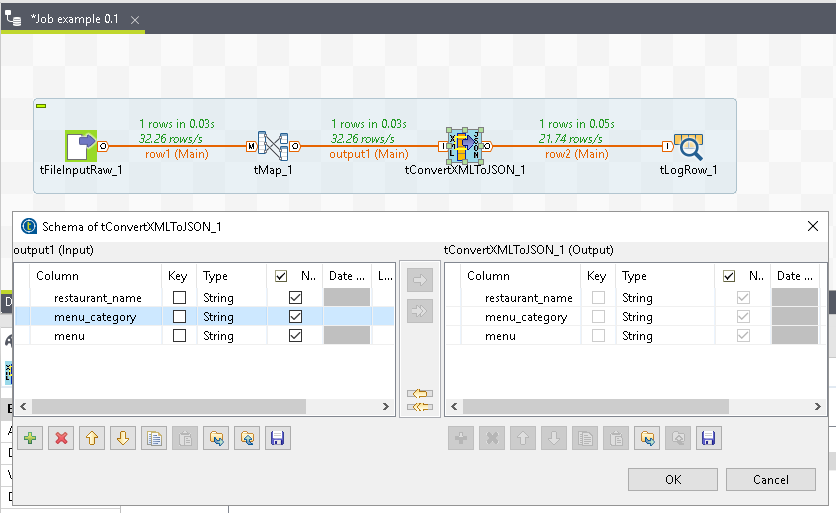 *Job example 0.1
1 rows in 0.03s
32.26 rows/s
row1 (Main)
1 rows in 0.03s
32.26 rows/s
output1 (Main)
1 rows in 0.05s
21.74 rows/s
row2 (Main)
O
M
O
I
XML
JSON
O
I
tFileInputRaw_1
tMap_1
tConvertXMLToJSON_1
tLogRow_1
Schema of tConvertXMLToJSON_1
output1 (Input)
tConvertXMLToJSON_1 (Output)
Column Key Type N.. Date ... L...
restaurant_name String
menu_category String
menu String
Column Key Type N.. Date ...
restaurant_name String
menu_category String
menu String
OK
Cancel